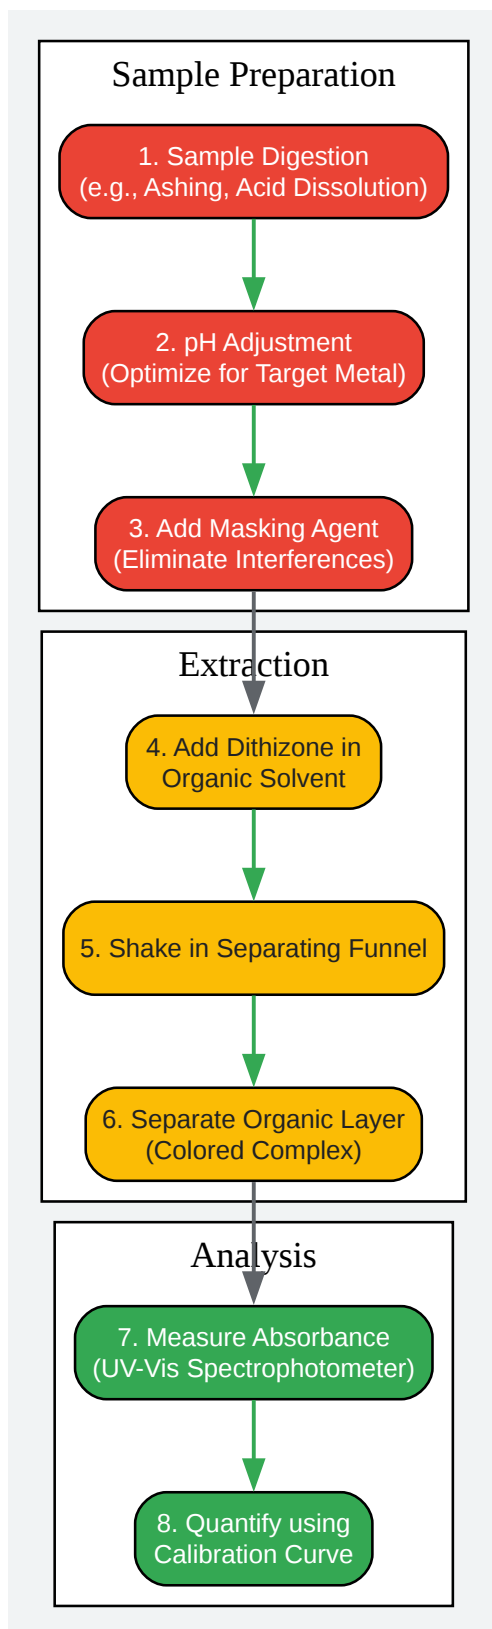 Sample Preparation
1. Sample Digestion
(e.g., Ashing, Acid Dissolution)
2. pH Adjustment
(Optimize for Target Metal)
3. Add Masking Agent
(Eliminate Interferences)
Extraction
4. Add Dithizone in
Organic Solvent
5. Shake in Separating Funnel
6. Separate Organic Layer
(Colored Complex)
Analysis
7. Measure Absorbance
(UV-Vis Spectrophotometer)
8. Quantify using
Calibration Curve